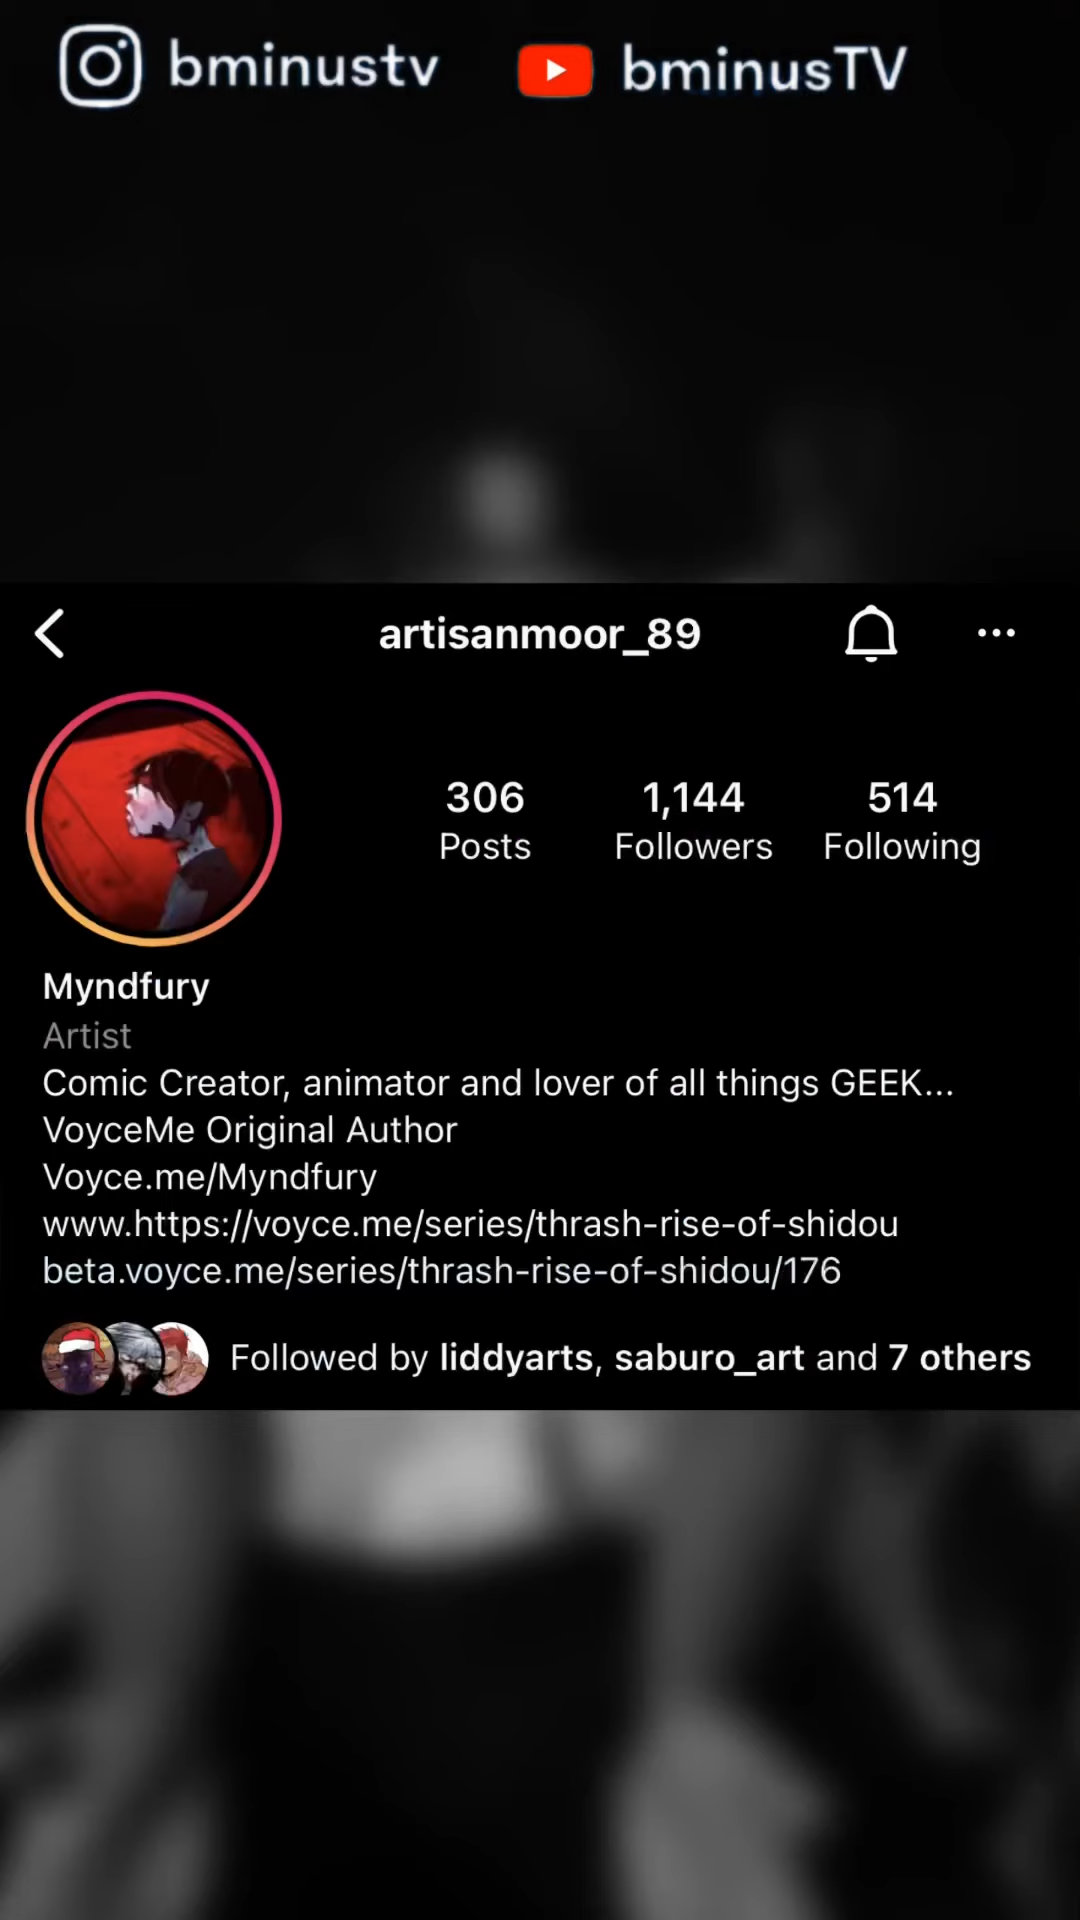 bminustv bminusTV
artisanmoor_89
306 1,144 514
Posts Followers Following
Myndfury
Artist
Comic Creator, animator and lover of all things GEEK...
VoyceMe Original Author
Voyce.me/Myndfury
www.https://voyce.me/series/thrash-rise-of-shidou
beta.voyce.me/series/thrash-rise-of-shidou/176
Followed by liddyarts, saburo_art and 7 others